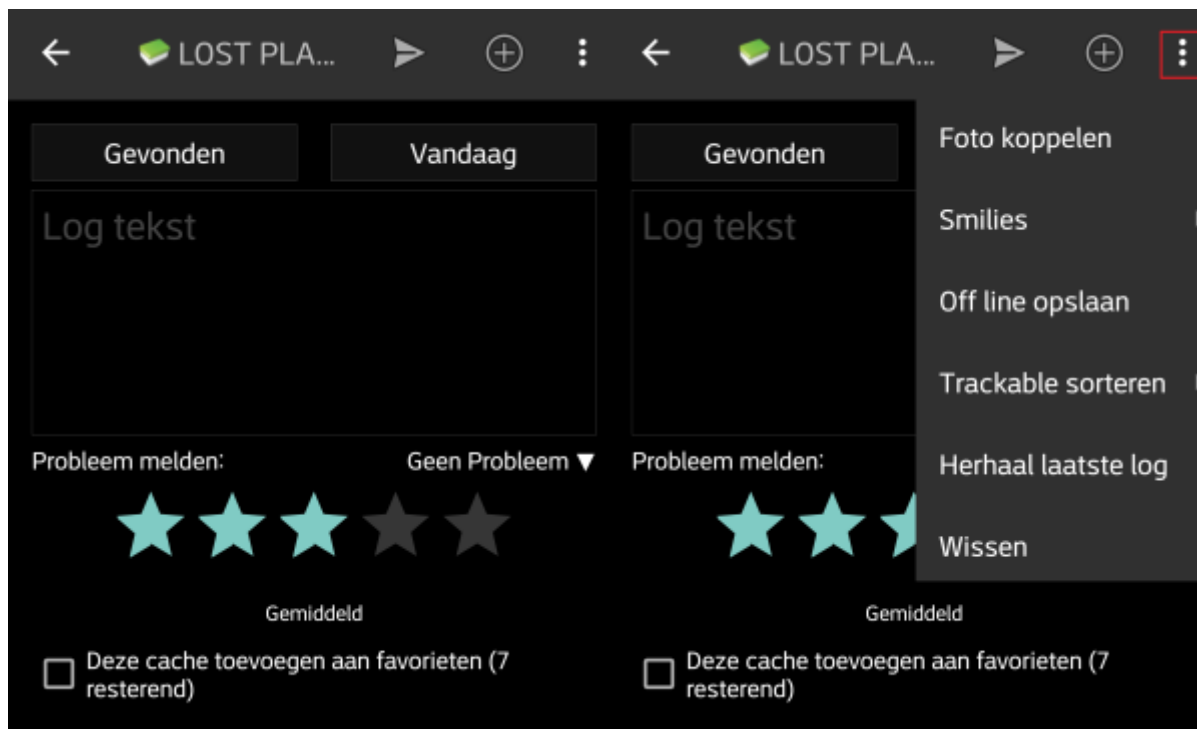 LOST PLA...
Gevonden
Vandaag
Log tekst
Probleem melden:
Geen Probleem ▼
Gemiddeld
Deze cache toevoegen aan favorieten (7
resterend)
LOST PLA...
Gevonden
Log tekst
Probleem melden:
Foto koppelen
Smilies
Off line opslaan
Trackable sorteren
Herhaal laatste log
Wissen
Gemiddeld
Deze cache toevoegen aan favorieten (7
resterend)